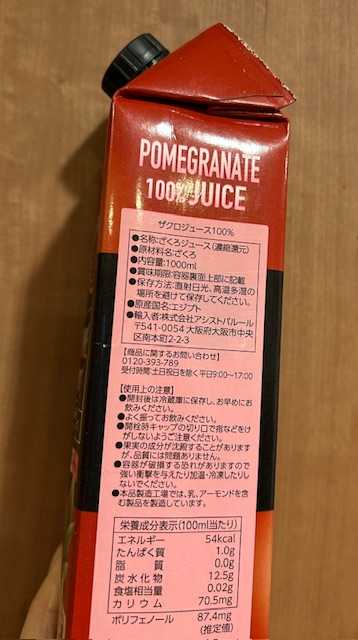 POMEGRANATE
100% JUICE
ザクロジュース100%
●名称:ざくろジュース(濃縮還元)
●原材料名:ざくろ
●内容量:1000ml
●賞味期限:容器裏面上部に記載
●保存方法:直射日光、高温多湿の
場所を避けて保存してください。
●原産国名:エジプト
●輸入者:株式会社アシストバルール
〒541-0054 大阪府大阪市中央
区南本町2-2-3
【商品に関するお問い合わせ】
0120-393-789
受付時間:土日祝日を除く平日9:00~17:00
【使用上の注意】
●開封後は冷蔵庫に保存し、お早めにお
飲みください。
●よく振ってお飲みください。
●開栓時キャップの切り口で指などをけ
がしないようご注意ください。
●果実の成分が沈殿することがあります
が、品質には問題ありません。
●容器が破損する恐れがありますので
強い衝撃を与えたり加温・冷凍したりし
ないでください。
●本品製造工場では、乳、アーモンドを含
む製品を製造しています。
栄養成分表示(100ml当たり)
エネルギー 54kcal
たんぱく質 1.0g
脂質 0.0g
炭水化物 12.5g
食塩相当量 0.02g
カリウム 70.5mg
ポリフェノール 87.4mg
(推定値)